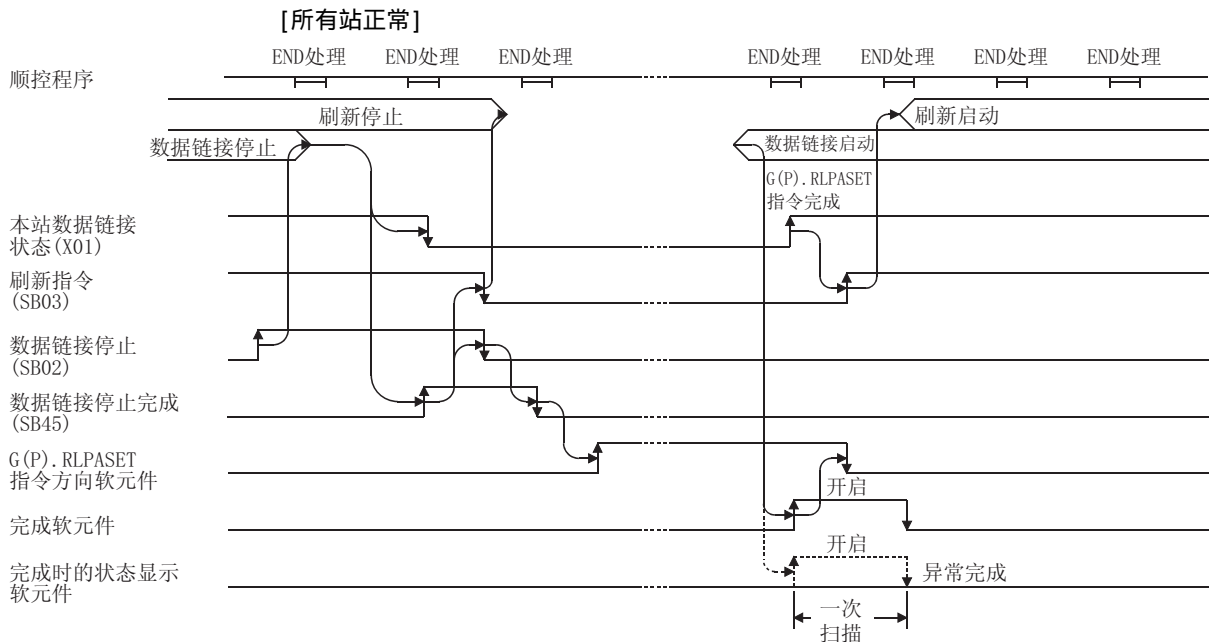 [所有站正常]
END处理 END处理 END处理 END处理 END处理 END处理 END处理
顺控程序
刷新停止 刷新启动
数据链接停止 数据链接启动
G(P).RLPASET
指令完成
本站数据链接
状态(X01)
刷新指令
(SB03)
数据链接停止
(SB02)
数据链接停止完成
(SB45)
G(P).RLPASET
指令方向软元件
开启
完成软元件
开启
完成时的状态显示
软元件
异常完成
一次
扫描